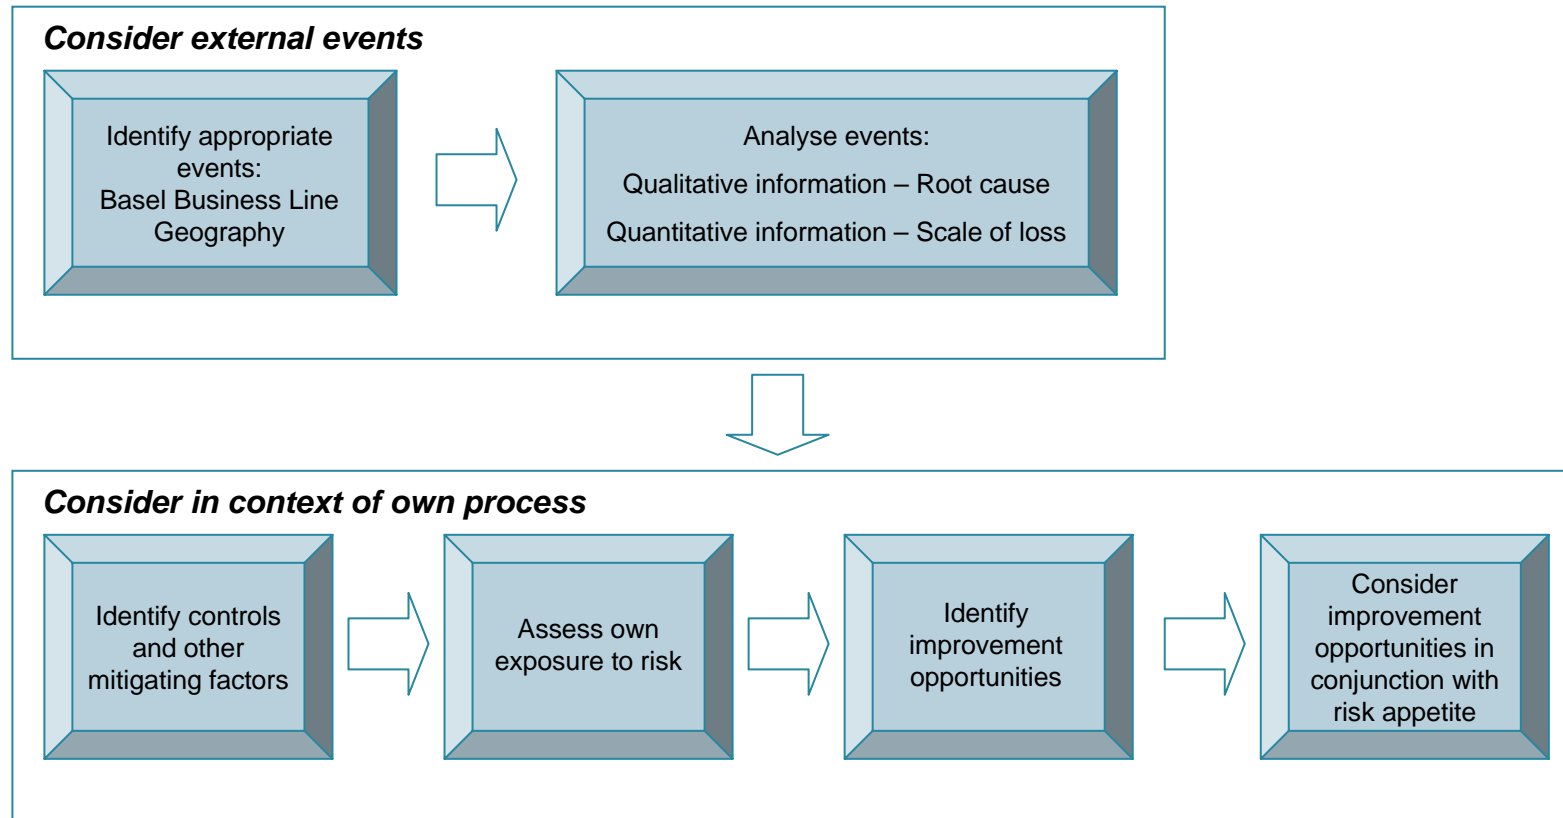 Consider external events
Identify appropriate
events:
Basel Business Line
Geography
Analyse events:
Qualitative information – Root cause
Quantitative information – Scale of loss
Consider in context of own process
Identify controls
and other
mitigating factors
Assess own
exposure to risk
Identify
improvement
opportunities
Consider
improvement
opportunities in
conjunction with
risk appetite